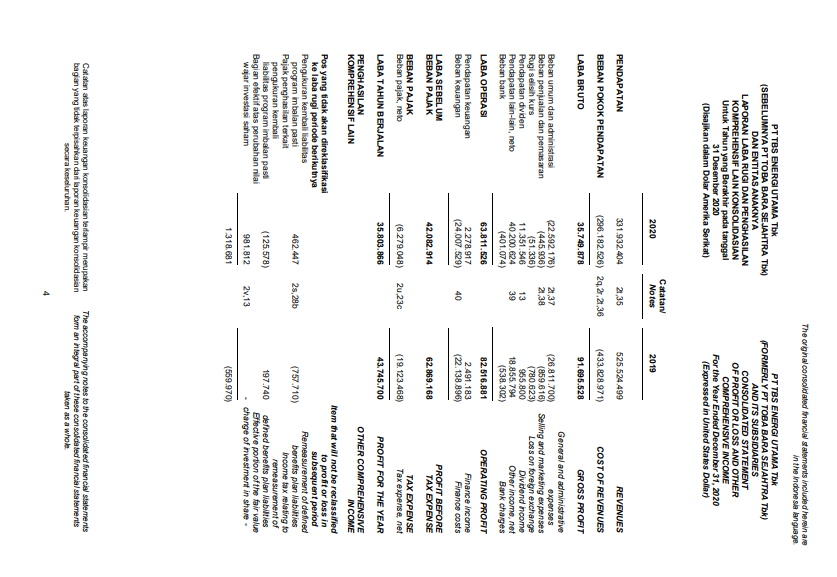 The original consolidated financial statements included herein are
in the Indonesia language.
PT TBS ENERGI UTAMA Tbk
(SEBELUMNYA PT TOBA BARA SEJAHTRA Tbk)
DAN ENTITAS ANAKNYA
LAPORAN LABA RUGI DAN PENGHASILAN
KOMPREHENSIF LAIN KONSOLIDASIAN
Untuk Tahun yang Berakhir pada tanggal
31 Desember 2020
(Disajikan dalam Dolar Amerika Serikat)
PT TBS ENERGI UTAMA Tbk
(FORMERLY PT TOBA BARA SEJAHTRA Tbk)
AND ITS SUBSIDIARIES
CONSOLIDATED STATEMENT
OF PROFIT OR LOSS AND OTHER
COMPREHENSIVE INCOME
For the Year Ended December 31, 2020
(Expressed in United States Dollar)
2020 Catatan/ Notes 2019
PENDAPATAN 331.932.404 2t,35 525.524.499 REVENUES
BEBAN POKOK PENDAPATAN (296.182.526) 2q,2r,2t,36 (433.828.971) COST OF REVENUES
LABA BRUTO 35.749.878 91.695.528 GROSS PROFIT
General and administrative
Beban umum dan administrasi (22.592.176) 2t,37 (26.811.700) expenses
Beban penjualan dan pemasaran (445.936) 2t,38 (859.616) Selling and marketing expenses
Rugi selisih kurs (51.336) (780.623) Loss on foreign exchange
Pendapatan dividen 11.351.546 13 955.800 Dividend income
Pendapatan lain-lain, neto 40.200.624 39 18.855.794 Other income, net
Beban bank (401.074) (538.302) Bank charges
LABA OPERASI 63.811.526 82.516.881 OPERATING PROFIT
Pendapatan keuangan 2.278.917 2.491.183 Finance income
Beban keuangan (24.007.529) 40 (22.138.896) Finance costs
LABA SEBELUM PROFIT BEFORE
BEBAN PAJAK 42.082.914 62.869.168 TAX EXPENSE
BEBAN PAJAK TAX EXPENSE
Beban pajak, neto (6.279.048) 2u,23c (19.123.468) Tax expense, net
LABA TAHUN BERJALAN 35.803.866 43.745.700 PROFIT FOR THE YEAR
PENGHASILAN OTHER COMPREHENSIVE
KOMPREHENSIF LAIN INCOME
Item that will not be reclassified
Pos yang tidak akan direklasifikasi to profit or loss in
ke laba rugi periode berikutnya subsequent period
Pengukuran kembali liabilitas Remeasurement of defined
program imbalan pasti 462.447 2s,28b (757.710) benefits plan liabilities
Pajak penghasilan terkait Income tax relating to
pengukuran kembali remeasurement of
liabilitas program imbalan pasti (125.578) 197.740 defined benefits plan liabilities
Bagian efektif atas perubahan nilai Effective portion of the fair value
wajar investasi saham 981.812 2v,13 - change of investment in share -
1.318.681 (559.970)
Catatan atas laporan keuangan konsolidasian terlampir merupakan
bagian yang tidak terpisahkan dari laporan keuangan konsolidasian
secara keseluruhan.
The accompanying notes to the consolidated financial statements
form an integral part of these consolidated financial statements
taken as a whole.
4